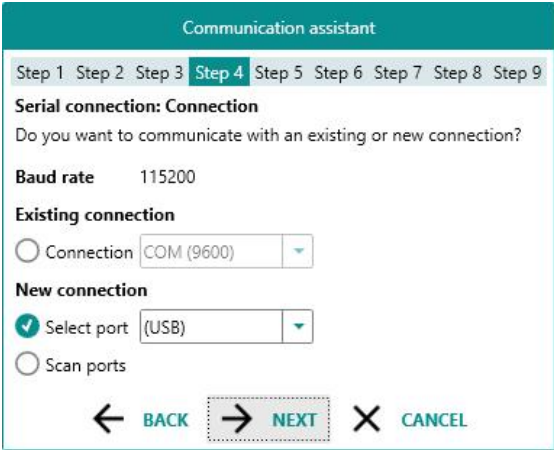 Communication assistant
Step 1 Step 2 Step 3 Step 4 Step 5 Step 6 Step 7 Step 8 Step 9
Serial connection: Connection
Do you want to communicate with an existing or new connection?
Baud rate 115200
Existing connection
Connection COM (9600)
New connection
Select port (USB)
Scan ports
BACK NEXT CANCEL